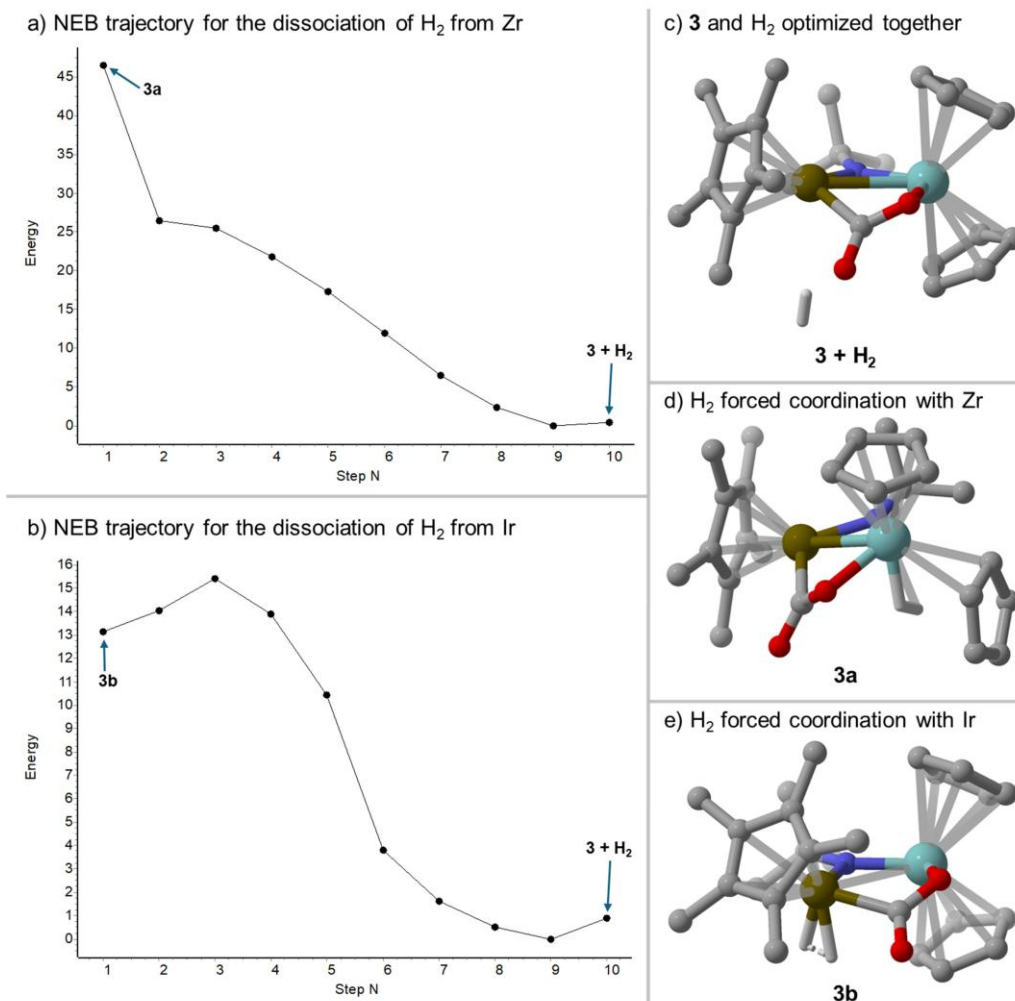 a) NEB trajectory for the dissociation of H₂ from Zr
45
40
35
30
25
20
15
10
5
0
Energy
3a
3 + H₂
1 2 3 4 5 6 7 8 9 10
Step N
b) NEB trajectory for the dissociation of H₂ from Ir
16
15
14
13
12
11
10
9
8
7
6
5
4
3
2
1
0
Energy
3b
3 + H₂
1 2 3 4 5 6 7 8 9 10
Step N
c) 3 and H₂ optimized together
3 + H₂
d) H₂ forced coordination with Zr
3a
e) H₂ forced coordination with Ir
3b